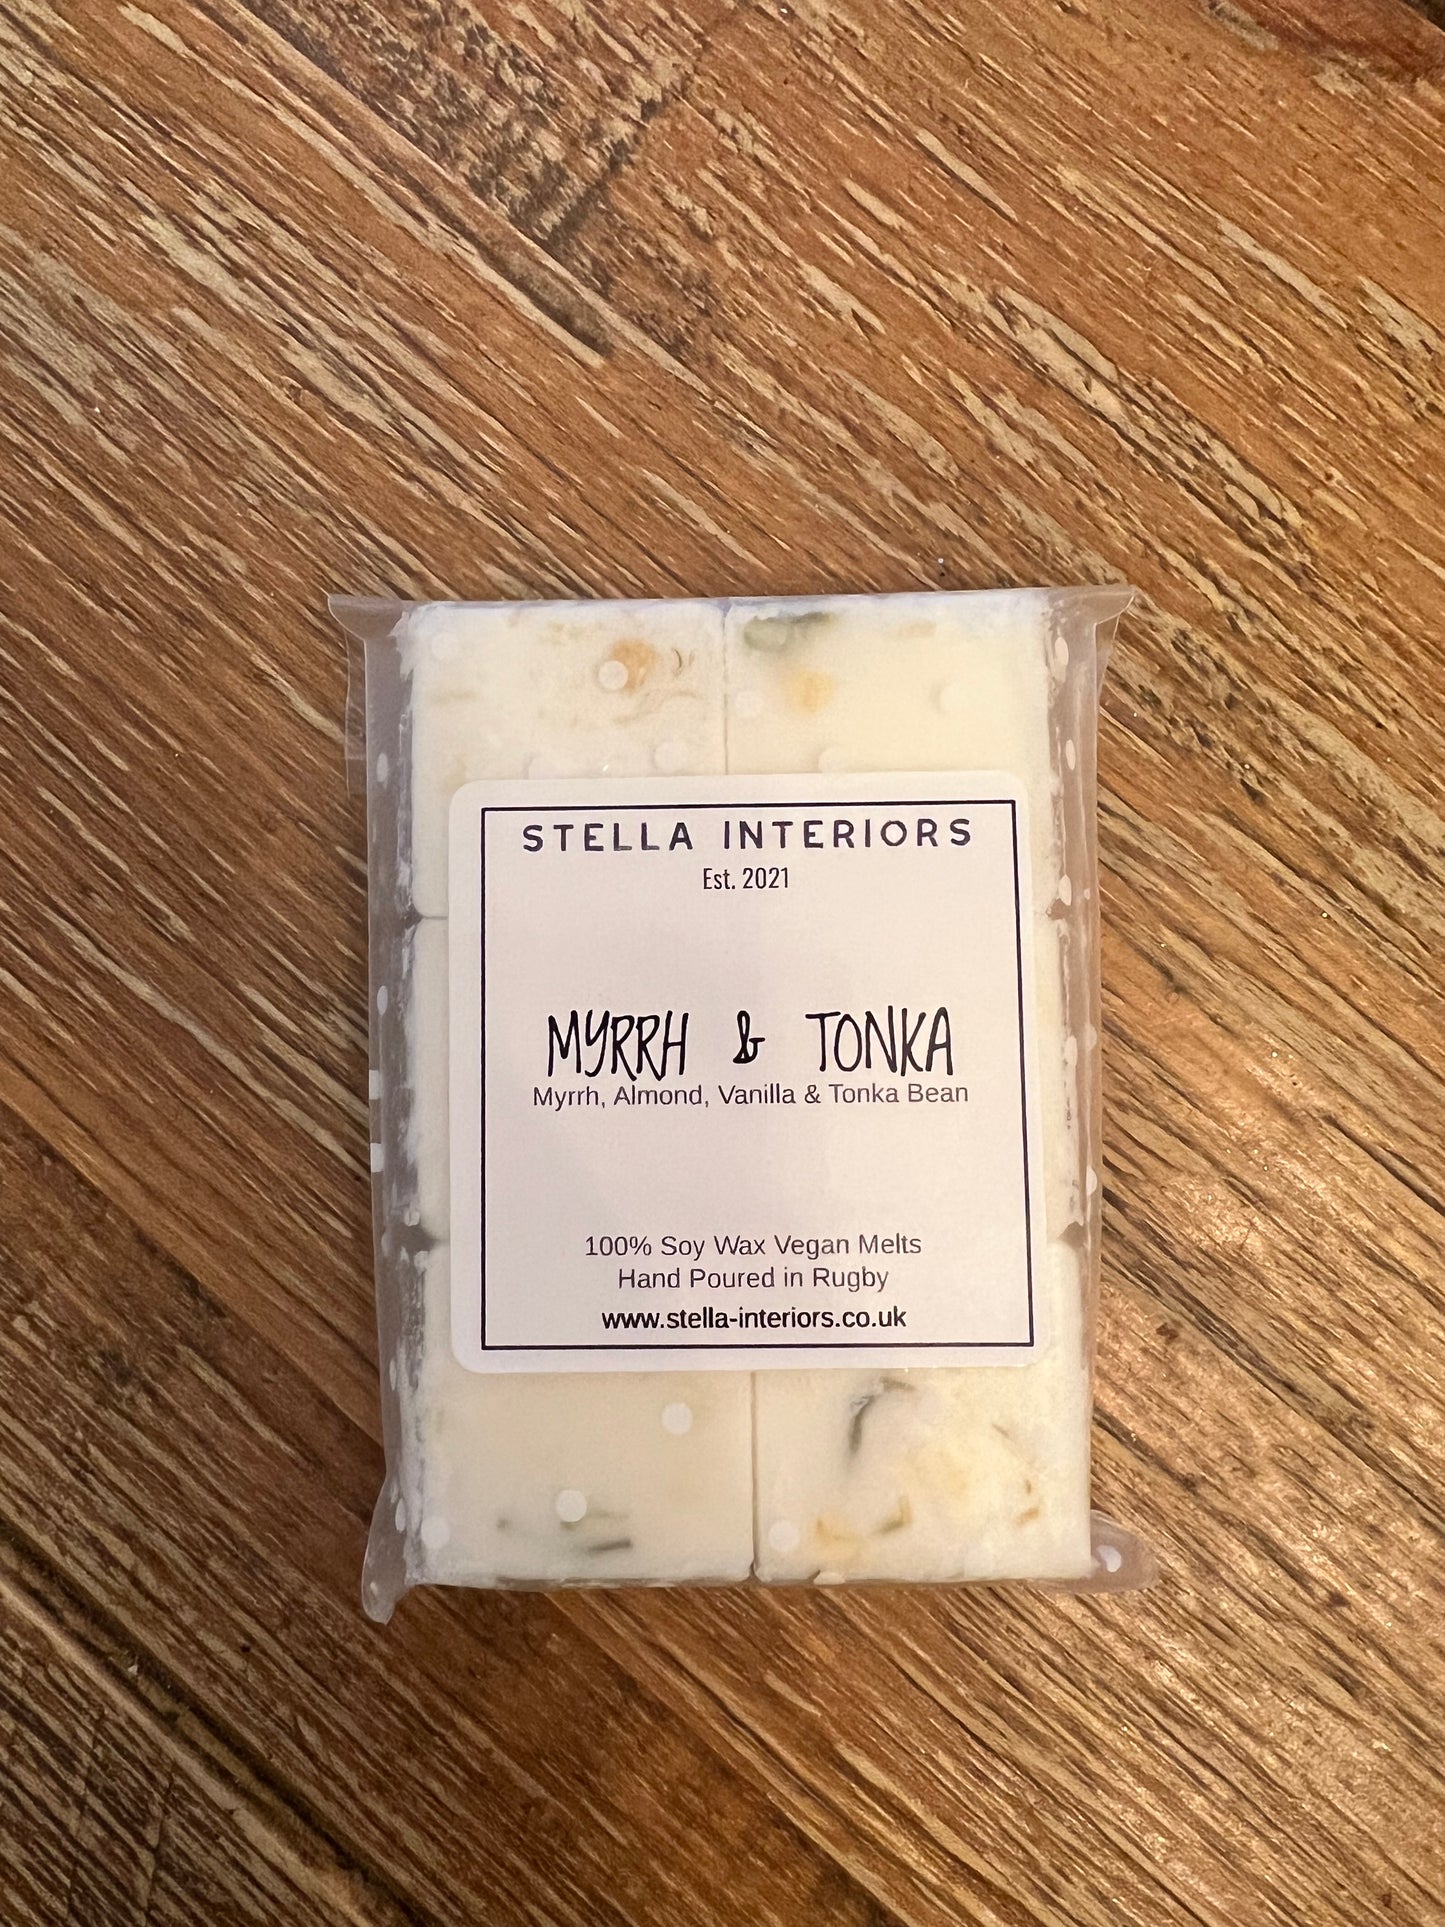 STELLA INTERIORS
Est. 2021
MYRRH & TONKA
Myrrh, Almond, Vanilla & Tonka Bean
100% Soy Wax Vegan Melts
Hand Poured in Rugby
www.stella-interiors.co.uk